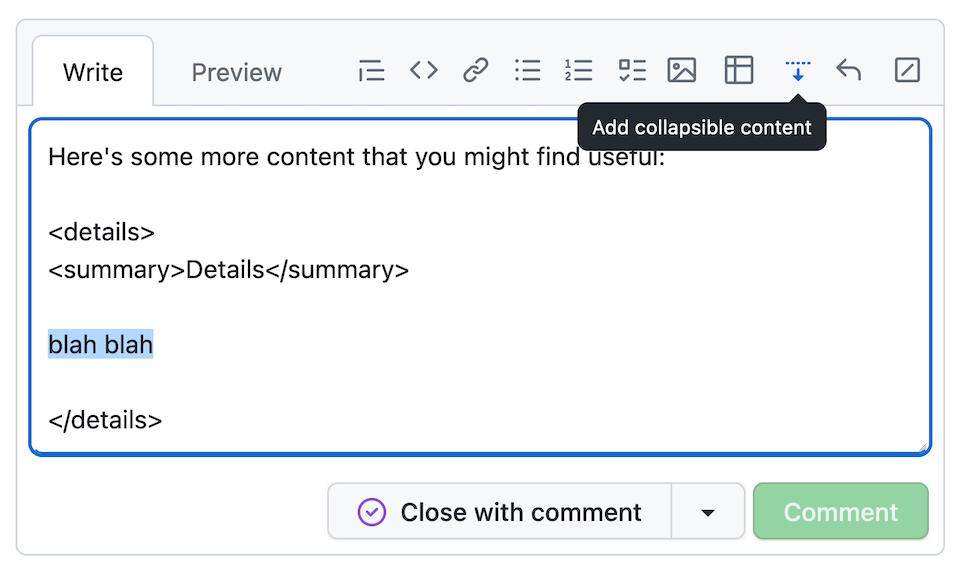 Write Preview
Add collapsible content
Here's some more content that you might find useful:
<details>
<summary>Details</summary>
blah blah
</details>
Close with comment
Comment